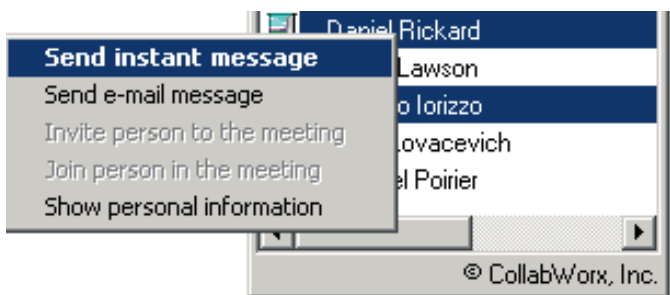 Daniel Rickard
Send instant message
Lawson
Send e-mail message
Iorizzo
Invite person to the meeting
Join person in the meeting
Poirier
Show personal information
© CollabWorx, Inc.